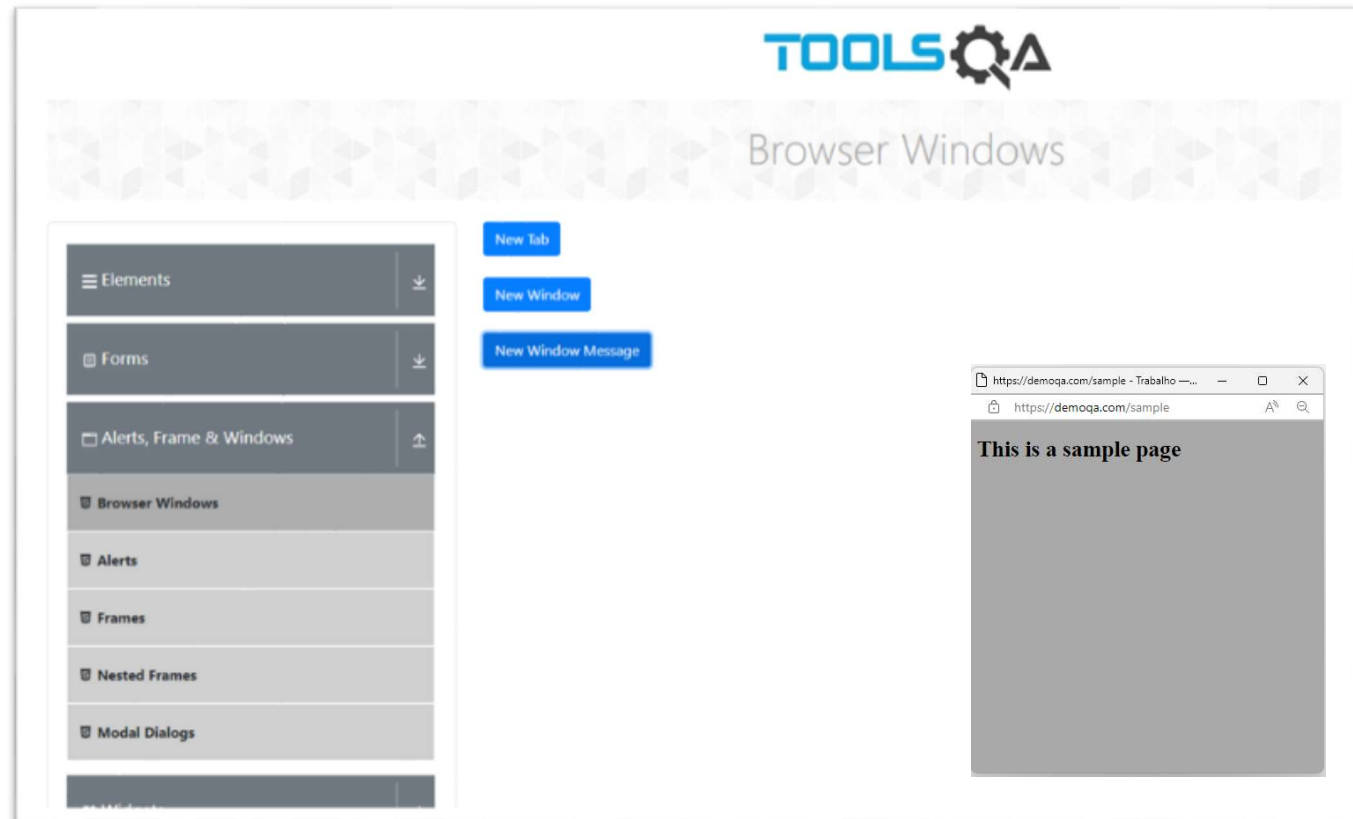 TOOLSQA
Browser Windows
Elements
Forms
Alerts, Frame & Windows
Browser Windows
Alerts
Frames
Nested Frames
Modal Dialogs
New Tab
New Window
New Window Message
https://demoqa.com/sample - Trabalho —...
https://demoqa.com/sample
This is a sample page